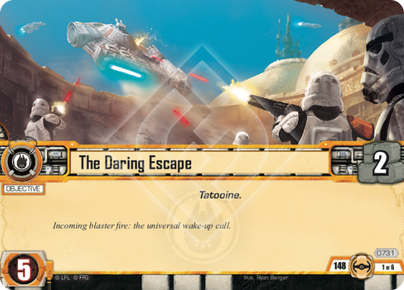 The Daring Escape
2
OBJECTIVE
Tatooine.
Incoming blaster fire: the universal wake-up call.
0731
5
© LFL © FFG
Illus. Ryan Barger
148
1 of 6